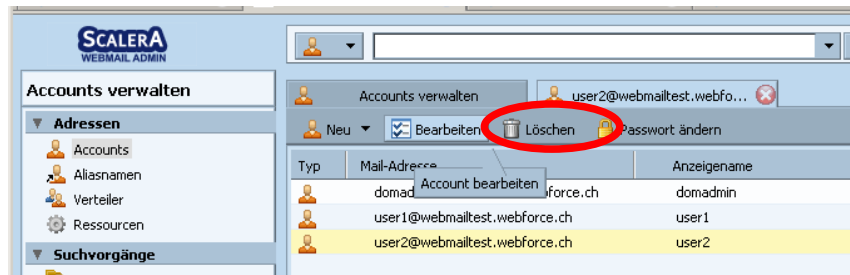 SCALERA
WEBMAIL ADMIN
Accounts verwalten
Adressen
Accounts
Aliasnamen
Verteiler
Ressourcen
Suchvorgänge
Accounts verwalten user2@webmailtest.webfo...
Neu Bearbeiten Löschen Passwort ändern
Typ Mail-Adresse Anzeigename
domad force.ch domadmin
Account bearbeiten
user1@webmailtest.webforce.ch user1
user2@webmailtest.webforce.ch user2